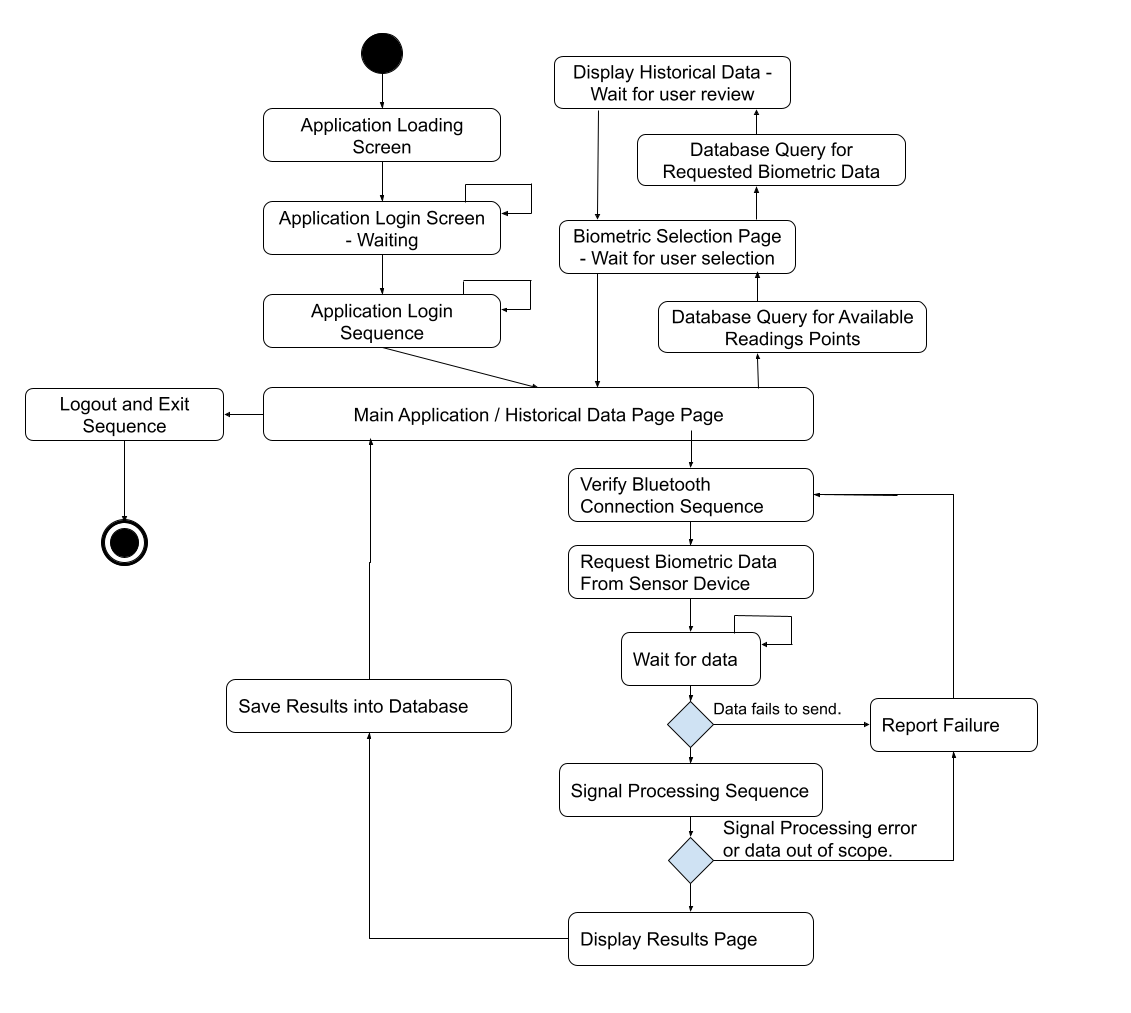 Application Loading
Screen
Application Login Screen
- Waiting
Application Login
Sequence
Display Historical Data -
Wait for user review
Database Query for
Requested Biometric Data
Biometric Selection Page
- Wait for user selection
Database Query for Available
Readings Points
Logout and Exit
Sequence
Main Application / Historical Data Page Page
Verify Bluetooth
Connection Sequence
Request Biometric Data
From Sensor Device
Wait for data
Data fails to send.
Report Failure
Save Results into Database
Signal Processing Sequence
Signal Processing error
or data out of scope.
Display Results Page